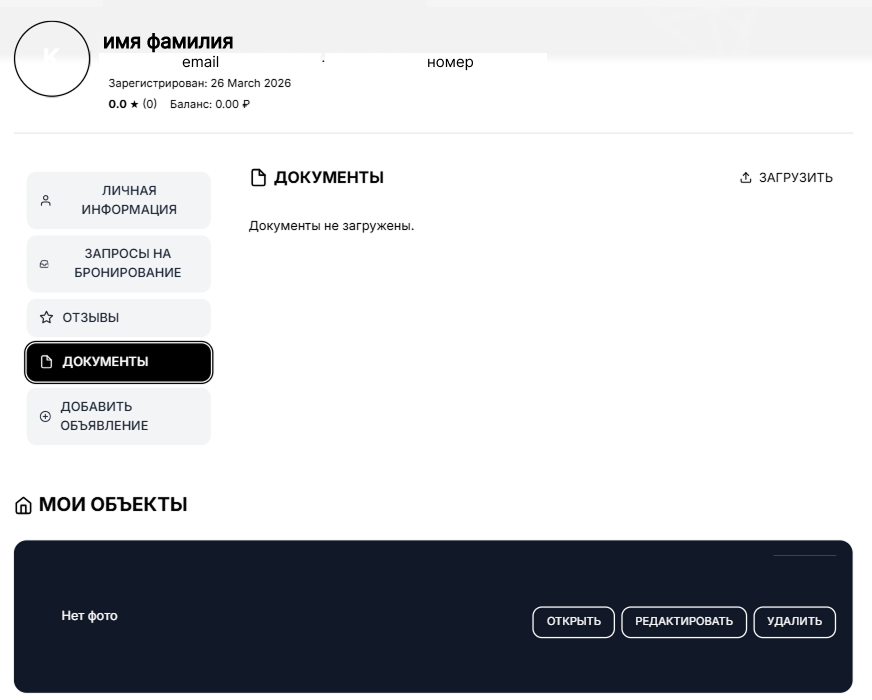 K
имя фамилия
email · номер
Зарегистрирован: 26 March 2026
0.0 ★ (0) Баланс: 0.00 ₽
ЛИЧНАЯ
ИНФОРМАЦИЯ
ЗАПРОСЫ НА
БРОНИРОВАНИЕ
ОТЗЫВЫ
ДОКУМЕНТЫ
ДОБАВИТЬ
ОБЪЯВЛЕНИЕ
ДОКУМЕНТЫ
ЗАГРУЗИТЬ
Документы не загружены.
МОИ ОБЪЕКТЫ
Нет фото
ОТКРЫТЬ
РЕДАКТИРОВАТЬ
УДАЛИТЬ